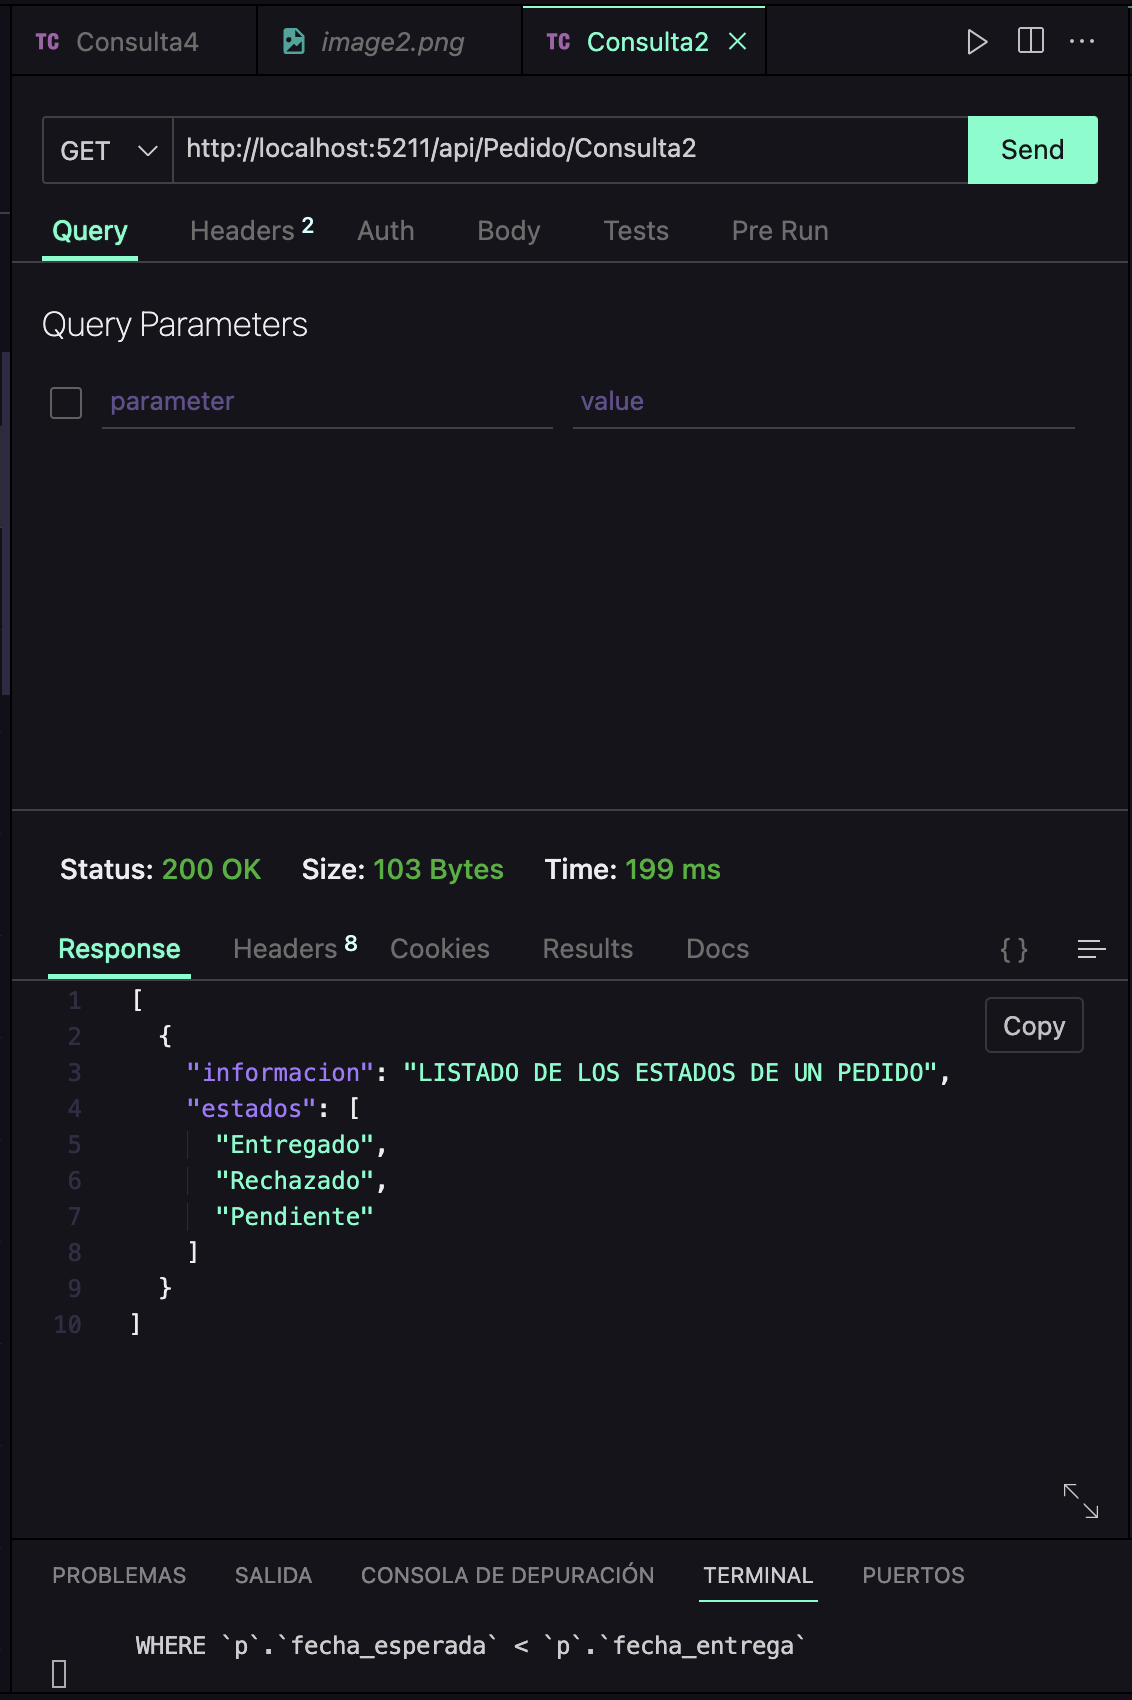 TC Consulta4 image2.png TC Consulta2
GET http://localhost:5211/api/Pedido/Consulta2 Send
Query Headers 2 Auth Body Tests Pre Run
Query Parameters
parameter value
Status: 200 OK Size: 103 Bytes Time: 199 ms
Response Headers 8 Cookies Results Docs { }
Copy
1 [
2 {
3 "informacion": "LISTADO DE LOS ESTADOS DE UN PEDIDO",
4 "estados": [
5 "Entregado",
6 "Rechazado",
7 "Pendiente"
8 ]
9 }
10 ]
PROBLEMAS SALIDA CONSOLA DE DEPURACIÓN TERMINAL PUERTOS
WHERE `p`.`fecha_esperada` < `p`.`fecha_entrega`